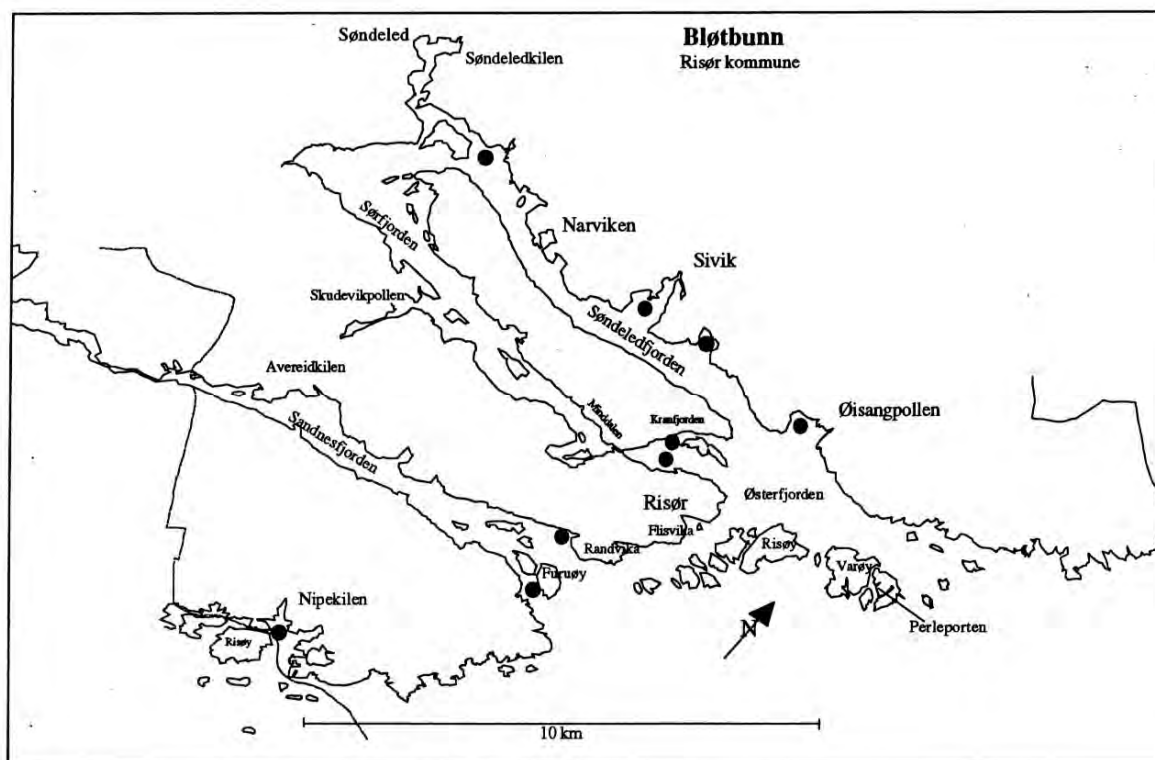 Bløtbunn
Risør kommune
Søndeled
Søndeledkilen
Narviken
Sørfjorden
Sivik
Skudevikpollen
Søndeledfjorden
Avereidkilen
Sandnesfjorden
Kranfjorden
Øisangpollen
Risør
Østerfjorden
Flisvika
Randvika
Risøy
Furuøy
Varøy
Nipekilen
Risøy
N
Perleporten
10 km